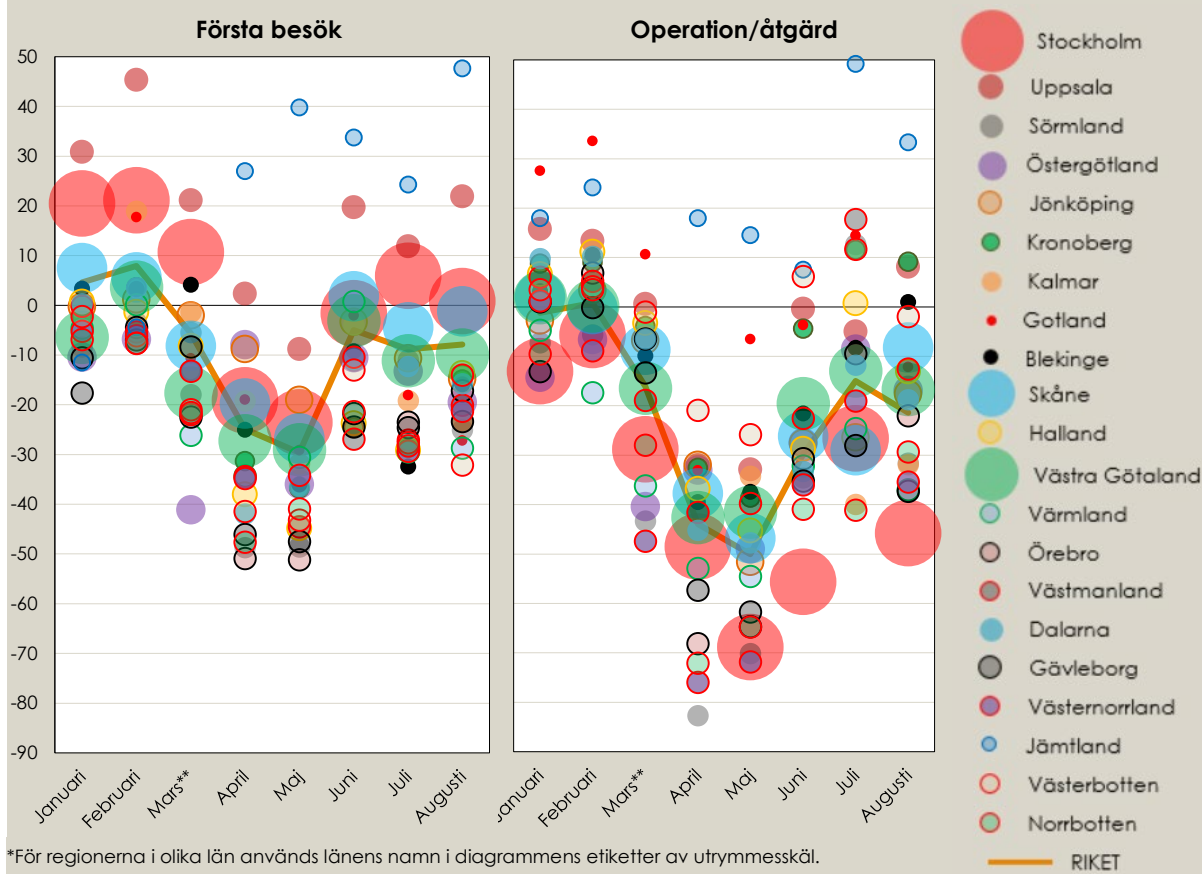 Första besök
Operation/åtgärd
50
40
30
20
10
0
-10
-20
-30
-40
-50
-60
-70
-80
-90
Januari
Februari
Mars**
April
Maj
Juni
Juli
Augusti
Januari
Februari
Mars**
April
Maj
Juni
Juli
Augusti
Stockholm
Uppsala
Sörmland
Östergötland
Jönköping
Kronoberg
Kalmar
Gotland
Blekinge
Skåne
Halland
Västra Götaland
Värmland
Örebro
Västmanland
Dalarna
Gävleborg
Västernorrland
Jämtland
Västerbotten
Norrbotten
RIKET
*För regionerna i olika län används länens namn i diagrammens etiketter av utrymmesskäl.